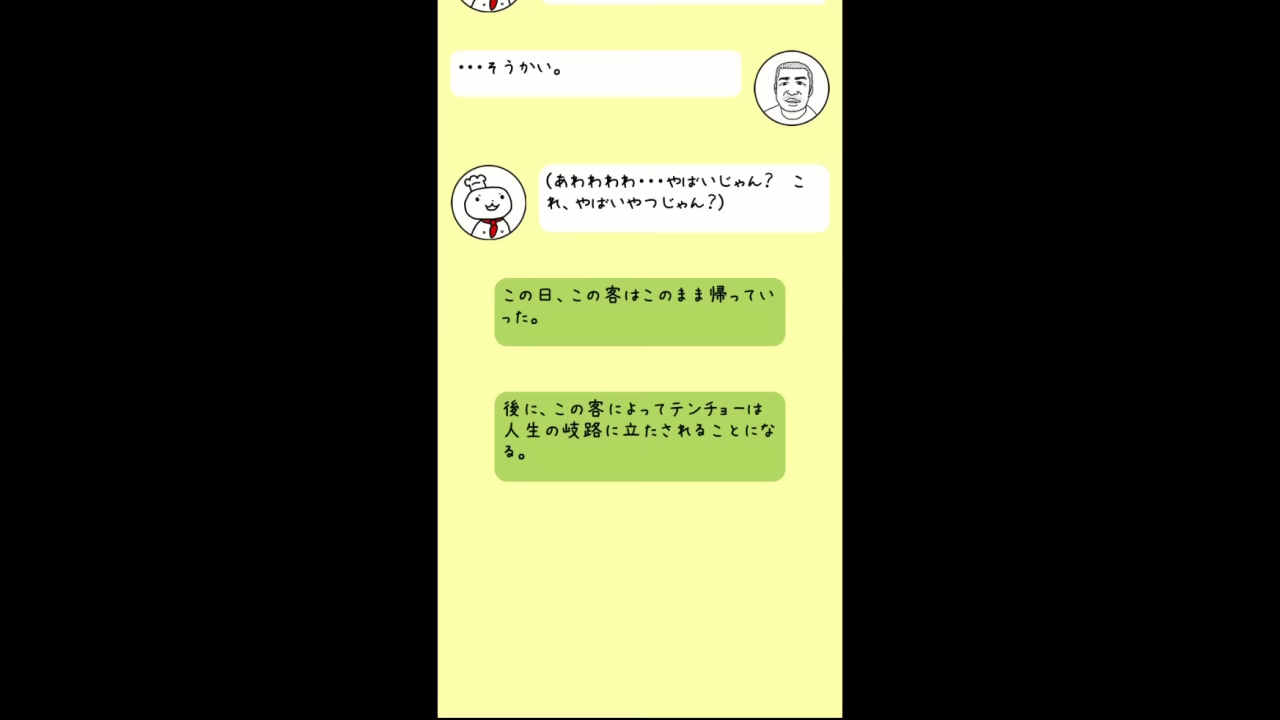 ・・・そうかい。
(あわわわわ・・・やばいじゃん?　こ
れ、やばいやつじゃん?)
この日、この客はこのまま帰ってい
った。
後に、この客によってテンチョーは
人生の岐路に立たされることにな
る。